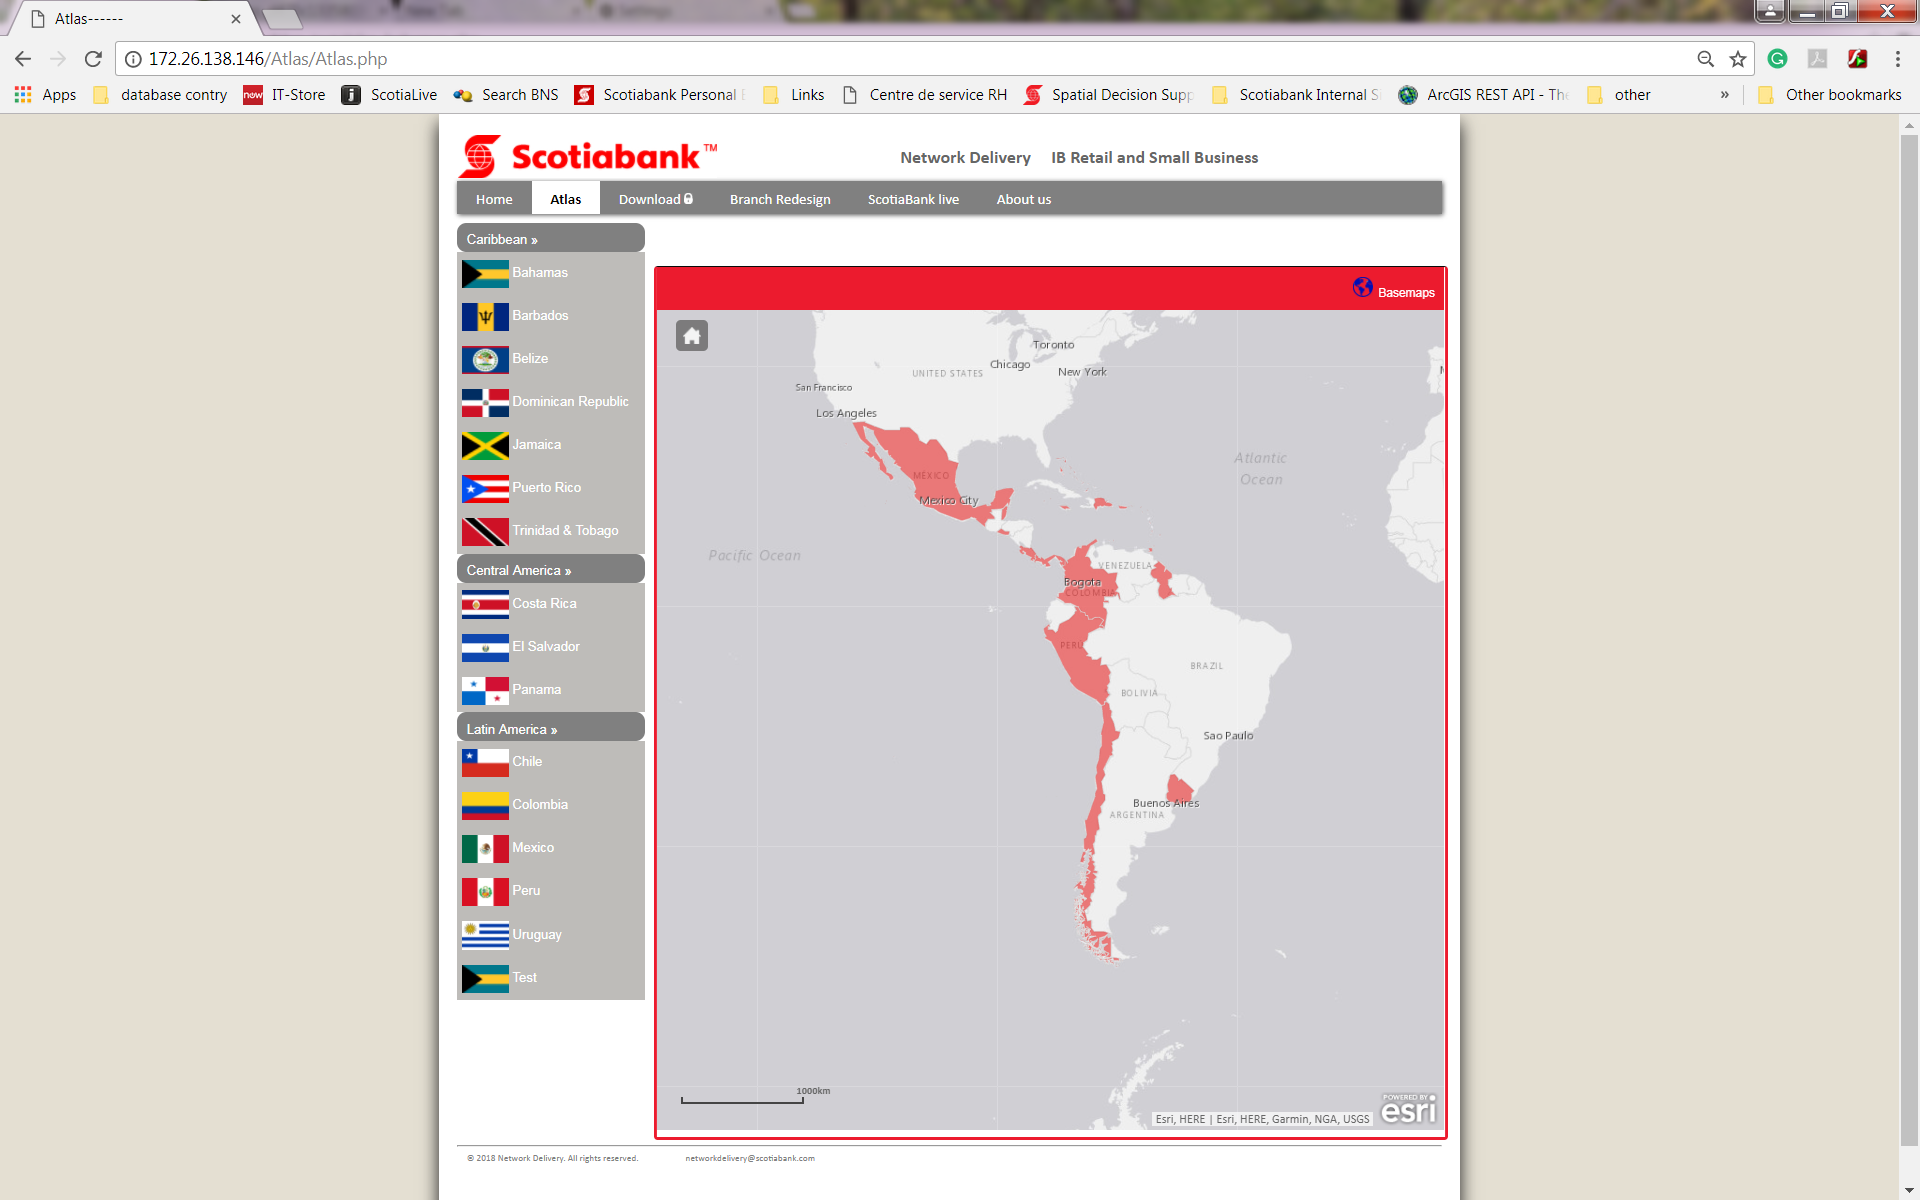 Atlas------
172.26.138.146/Atlas/Atlas.php
Apps database contry IT-Store ScotiaLive Search BNS Scotiabank Personal Links Centre de service RH Spatial Decision Supp Scotiabank Internal ArcGIS REST API - other » Other bookmarks
Scotiabank™
Network Delivery IB Retail and Small Business
Home Atlas Download Branch Redesign ScotiaBank live About us
Caribbean »
Bahamas
Barbados
Belize
Dominican Republic
Jamaica
Puerto Rico
Trinidad & Tobago
Central America »
Costa Rica
El Salvador
Panama
Latin America »
Chile
Colombia
Mexico
Peru
Uruguay
Test
Basemaps
Toronto
Chicago
New York
UNITED STATES
San Francisco
Los Angeles
Atlantic
Ocean
MÉXICO
Mexico City
Pacific Ocean
VENEZUELA
Bogota
COLOMBIA
PERU
BRAZIL
BOLIVIA
Sao Paulo
Buenos Aires
ARGENTINA
1000km
POWERED BY
esri
Esri, HERE | Esri, HERE, Garmin, NGA, USGS
© 2018 Network Delivery. All rights reserved. networkdelivery@scotiabank.com